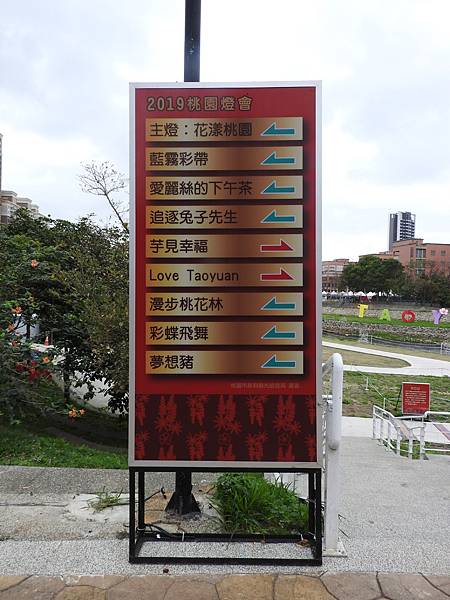 2019桃園燈會
主燈：花漾桃園
藍霧彩帶
愛麗絲的下午茶
追逐兔子先生
芋見幸福
Love Taoyuan
漫步桃花林
彩蝶飛舞
夢想豬
TAOY